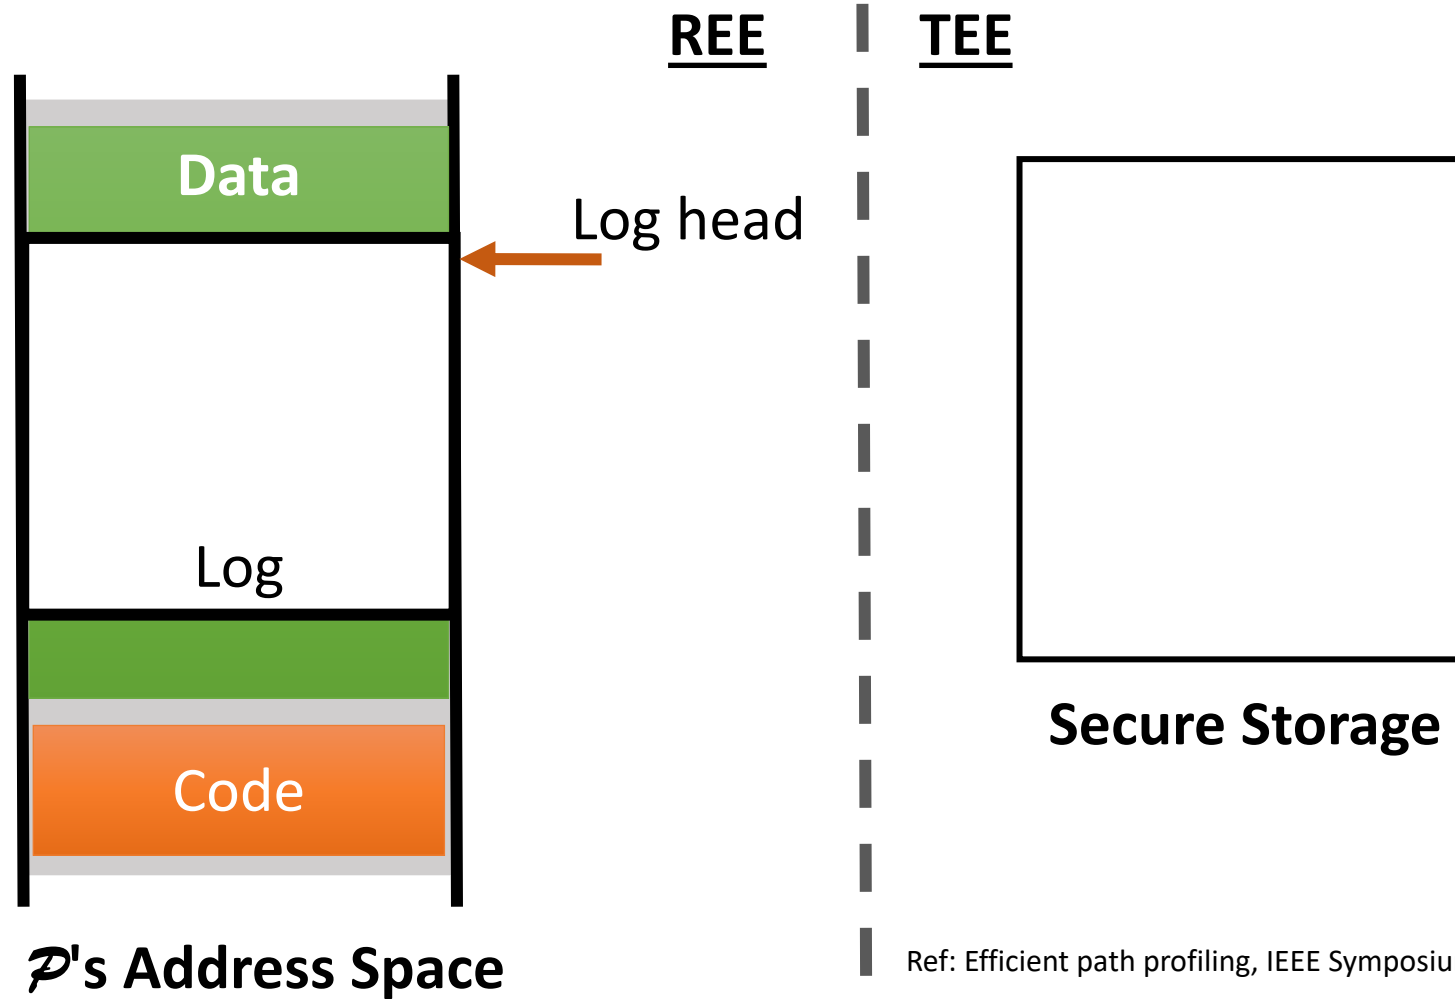 REE
TEE
Data
Log head
Log
Code
Secure Storage
𝒫's Address Space
Ref: Efficient path profiling, IEEE Symposiu